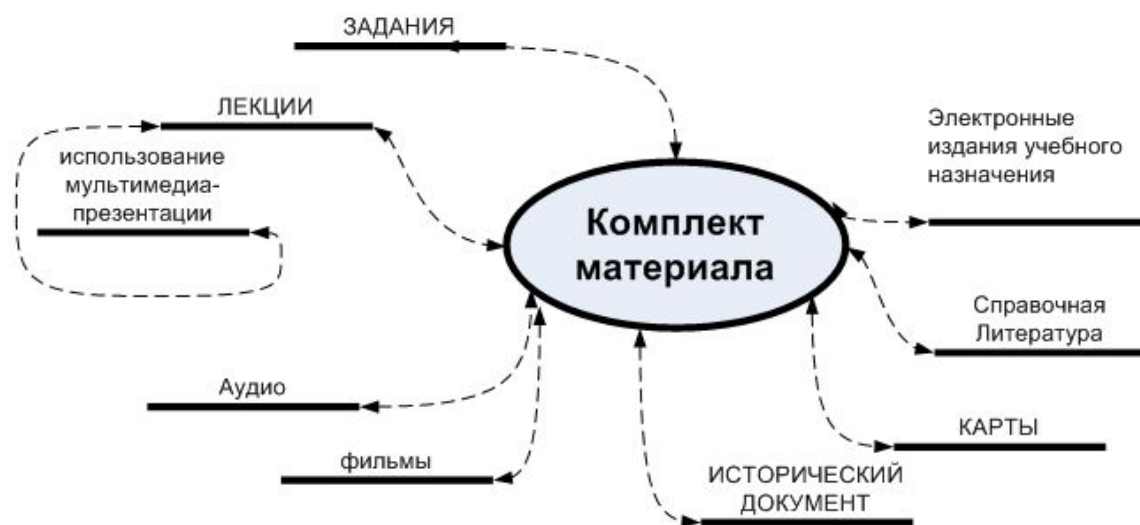 ЗАДАНИЯ
ЛЕКЦИИ
использование
мультимедиа-
презентации
Электронные
издания учебного
назначения
Комплект
материала
Справочная
Литература
Аудио
КАРТЫ
фильмы
ИСТОРИЧЕСКИЙ
ДОКУМЕНТ